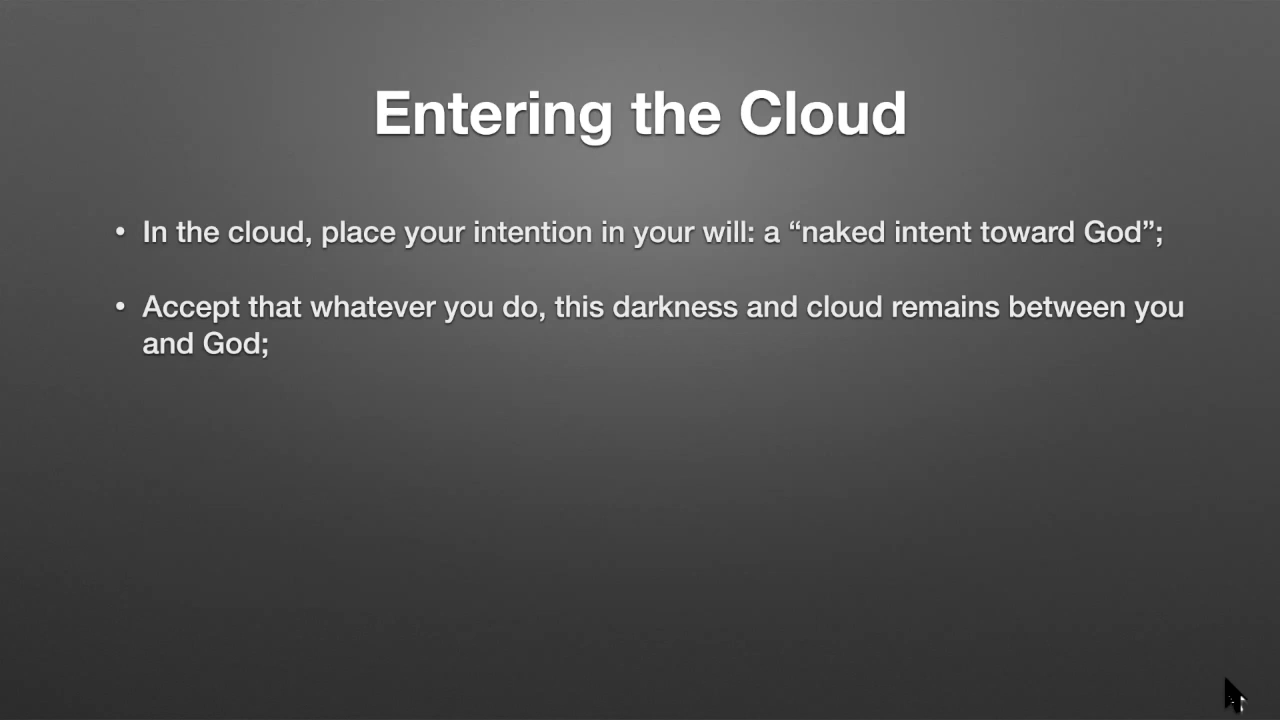 Entering the Cloud
• In the cloud, place your intention in your will: a “naked intent toward God”;
• Accept that whatever you do, this darkness and cloud remains between you
and God;